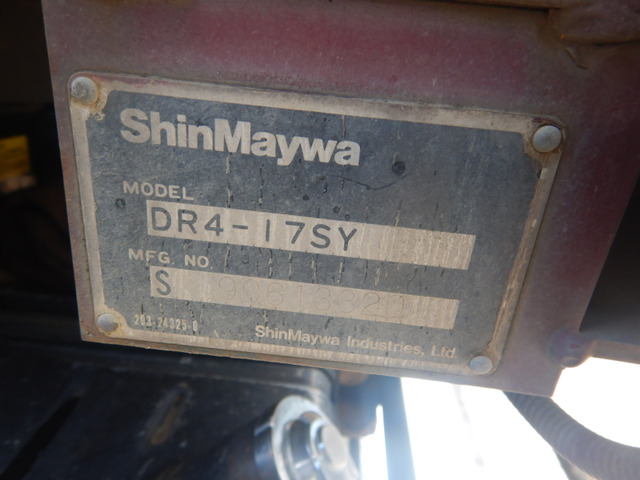 ShinMaywa
MODEL
DR4-17SY
MFG. NO.
S
ShinMaywa Industries, Ltd